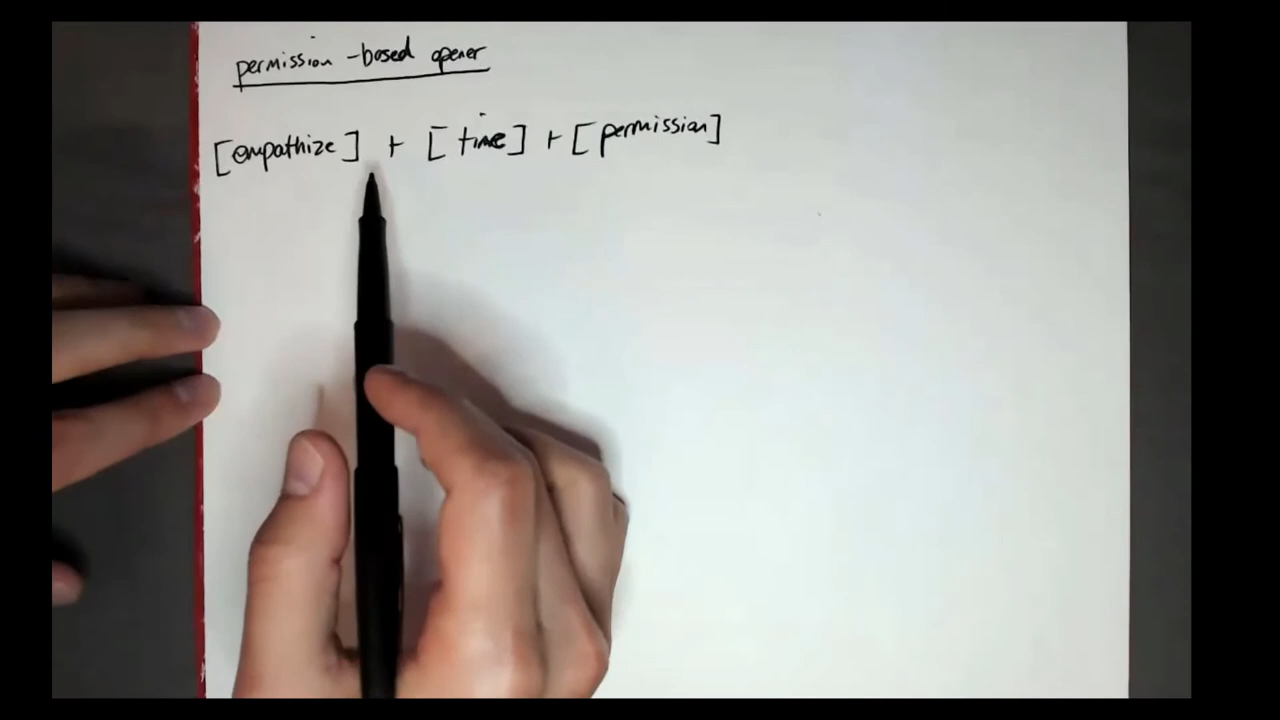 permission-based opener
[empathize] + [time] + [permission]